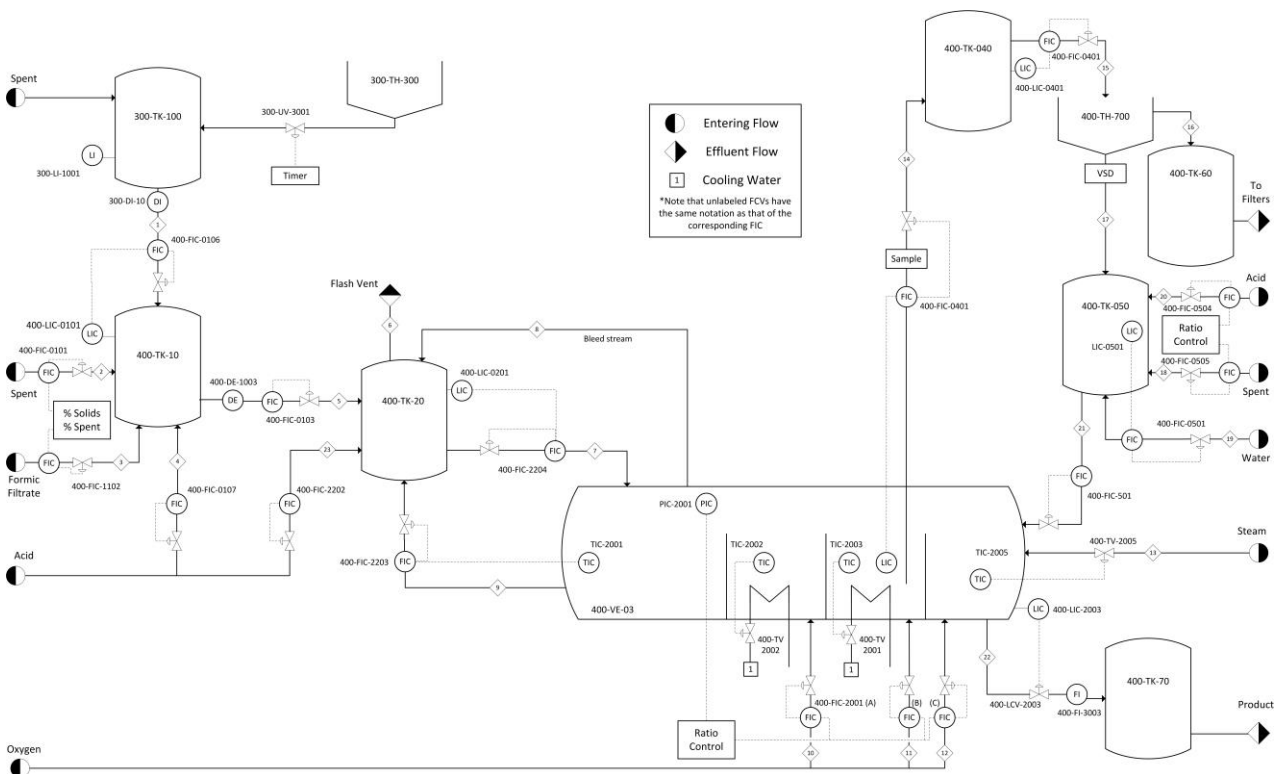 Spent
300-TK-100
LI
300-LI-1001
300-DI-10
DI
1
300-UV-3001
Timer
300-TH-300
400-FIC-0106
FIC
400-LIC-0101
LIC
400-TK-10
400-FIC-0101
FIC
2
Spent
% Solids
% Spent
FIC
3
Formic
Filtrate
400-FIC-1102
4
400-FIC-0107
FIC
Acid
400-DE-1003
DE
FIC
400-FIC-0103
5
23
400-FIC-2202
FIC
Flash Vent
6
8
Bleed stream
400-TK-20
400-LIC-0201
LIC
400-FIC-2204
FIC
7
400-FIC-2203
FIC
9
Entering Flow
Effluent Flow
1
Cooling Water
*Note that unlabeled FCVs have
the same notation as that of the
corresponding FIC
400-TK-040
FIC
400-FIC-0401
LIC
400-LIC-0401
15
400-TH-700
VSD
16
400-TK-60
To
Filters
14
Sample
FIC
400-FIC-0401
17
400-TK-050
LIC
LIC-0501
20
FIC
400-FIC-0504
Acid
Ratio
Control
400-FIC-0505
18
FIC
Spent
400-FIC-0501
FIC
19
Water
21
FIC
400-FIC-501
PIC-2001
PIC
TIC-2001
TIC
TIC-2002
TIC
TIC-2003
TIC
LIC
TIC-2005
TIC
400-VE-03
400-TV-2005
13
Steam
LIC
400-LIC-2003
400-TV
2002
1
400-TV
2001
1
400-FIC-2001 (A)
FIC
(B)
FIC
(C)
FIC
22
400-LCV-2003
FI
400-FI-3003
400-TK-70
Product
Ratio
Control
10
11
12
Oxygen